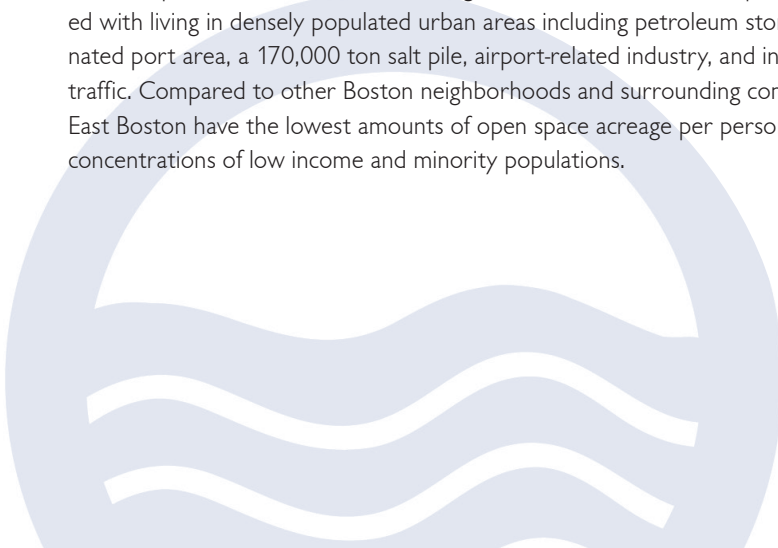 ed with living in densely populated urban areas including petroleum sto
nated port area, a 170,000 ton salt pile, airport-related industry, and in
traffic. Compared to other Boston neighborhoods and surrounding co
East Boston have the lowest amounts of open space acreage per perso
concentrations of low income and minority populations.